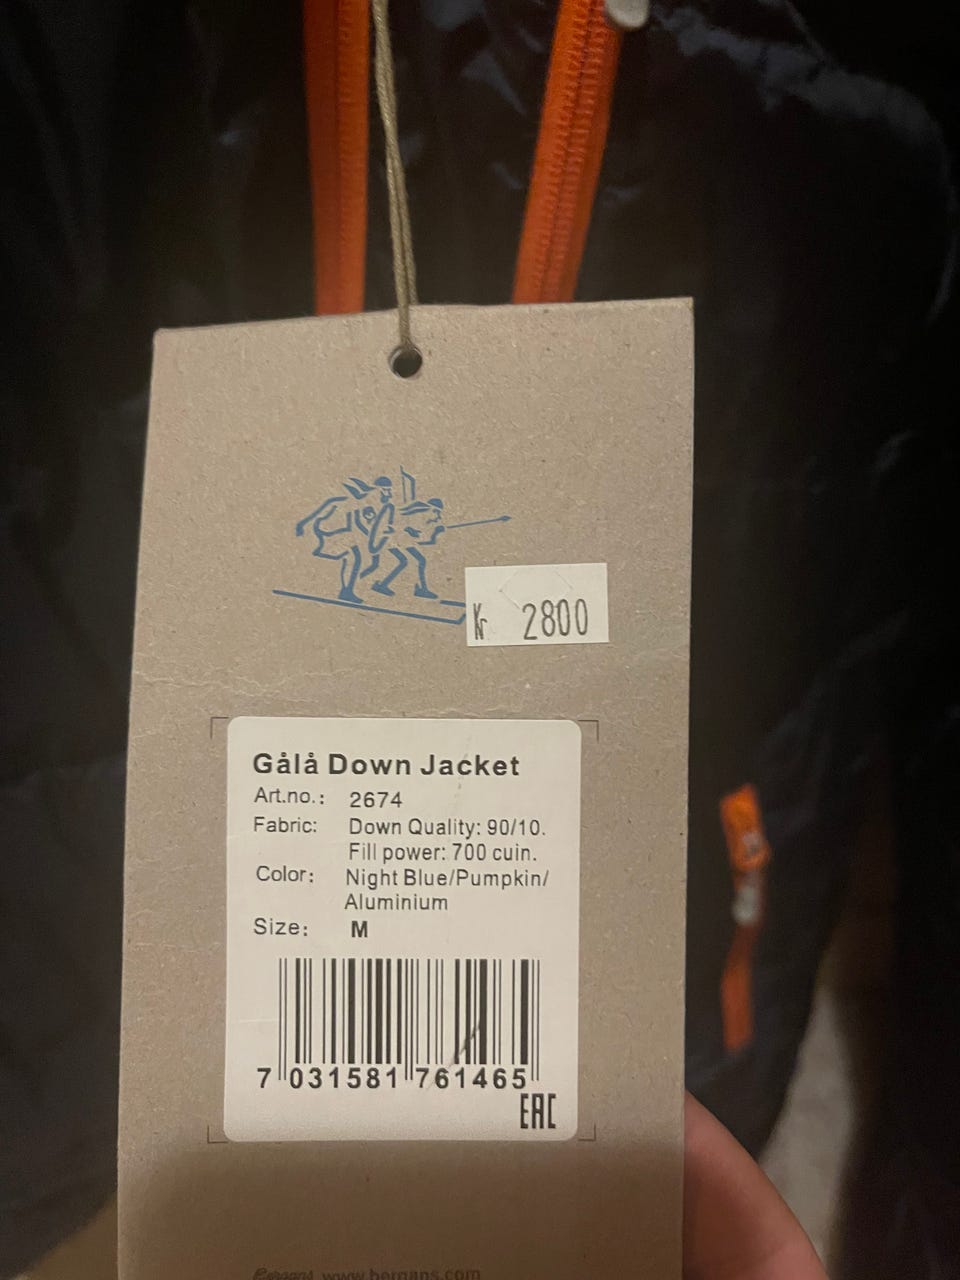 Kr 2800
Gålå Down Jacket
Art.no.: 2674
Fabric: Down Quality: 90/10.
Fill power: 700 cuin.
Color: Night Blue/Pumpkin/
Aluminium
Size: M
7 031581 761465
EAC
Bergans www.bergans.com